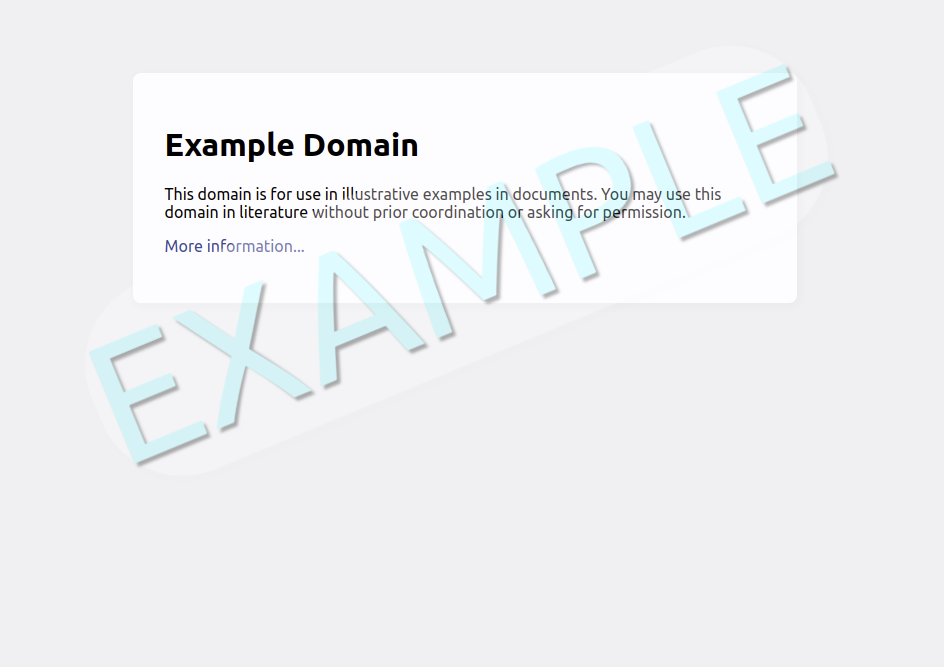 Example Domain
This domain is for use in illustrative examples in documents. You may use this
domain in literature without prior coordination or asking for permission.
More information...
EXAMPLE